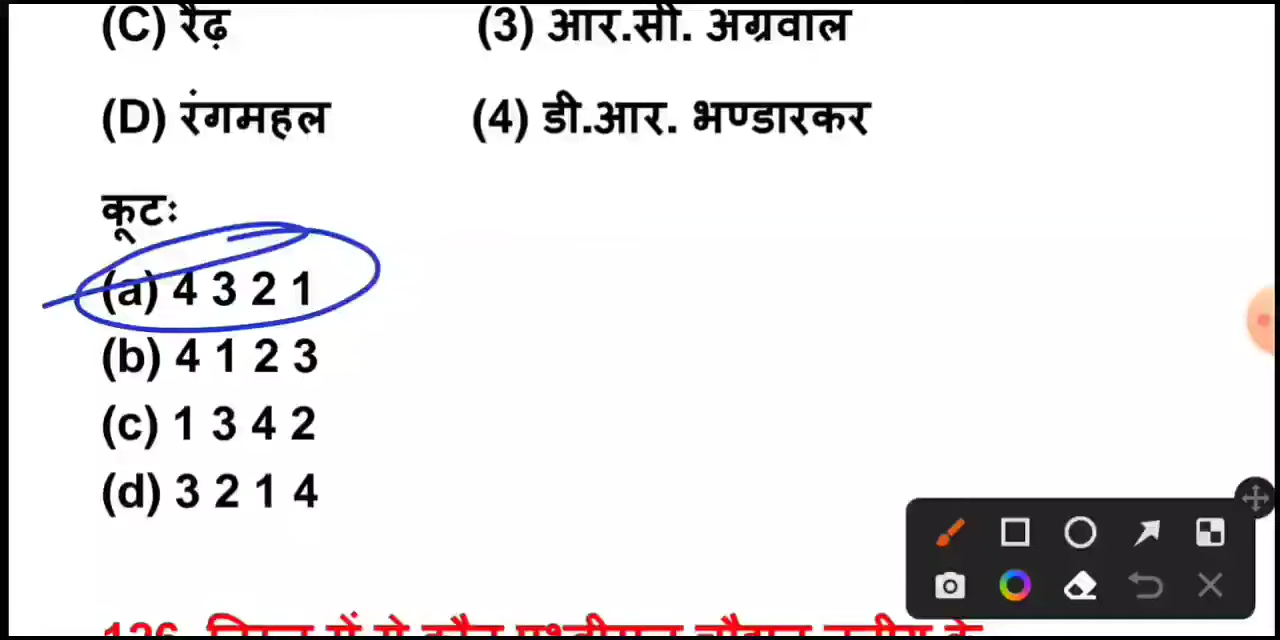 (C) रैढ़ (3) आर.सी. अग्रवाल
(D) रंगमहल (4) डी.आर. भण्डारकर
कूटः
(a) 4 3 2 1
(b) 4 1 2 3
(c) 1 3 4 2
(d) 3 2 1 4